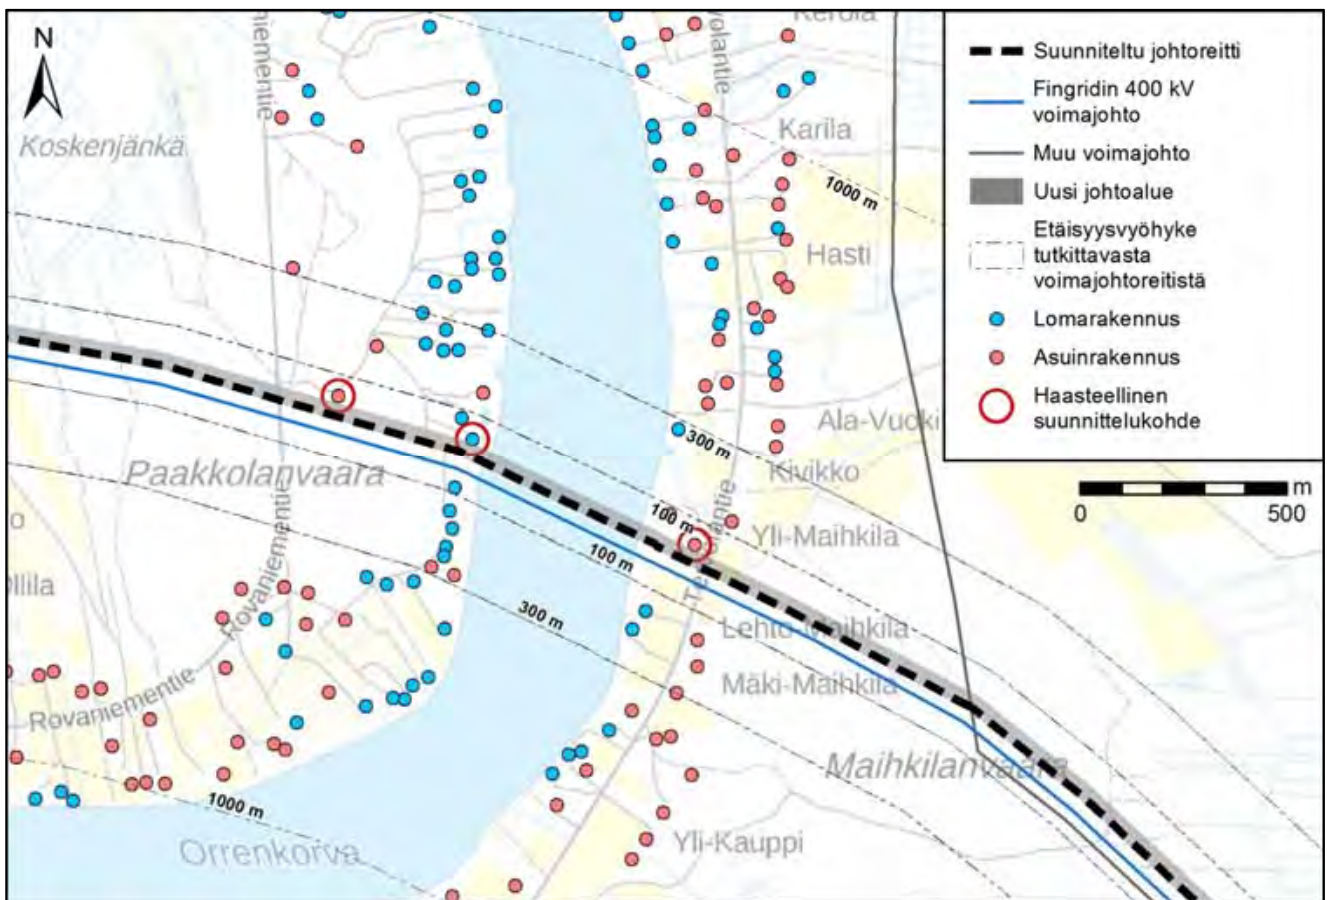 N
Koskenjänkä
Kerola
Karila
1000 m
Hasti
Ala-Vuoki
300 m
Kivikko
Paakkolanvaara
100 m
Yli-Maihkila
100 m
300 m
Lehto-Maihkila
Mäki-Maihkila
Rovaniementie
Rovaniementie
Maihkilanvaara
1000 m
Orrenkorva
Yli-Kauppi
Suunniteltu johtoreitti
Fingridin 400 kV
voimajohto
Muu voimajohto
Uusi johtoalue
Etäisyysvyöhyke
tutkittavasta
voimajohtoreitistä
Lomarakennus
Asuinrakennus
Haasteellinen
suunnittelukohde
m
0 500